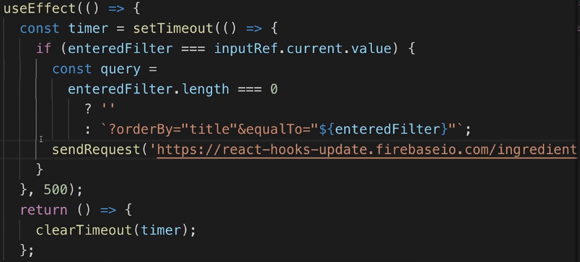 useEffect(() => {
const timer = setTimeout(() => {
if (enteredFilter === inputRef.current.value) {
const query =
enteredFilter.length === 0
? ''
: `?orderBy="title"&equalTo="${enteredFilter}"`;
sendRequest('https://react-hooks-update.firebaseio.com/ingredient
}
}, 500);
return () => {
clearTimeout(timer);
};